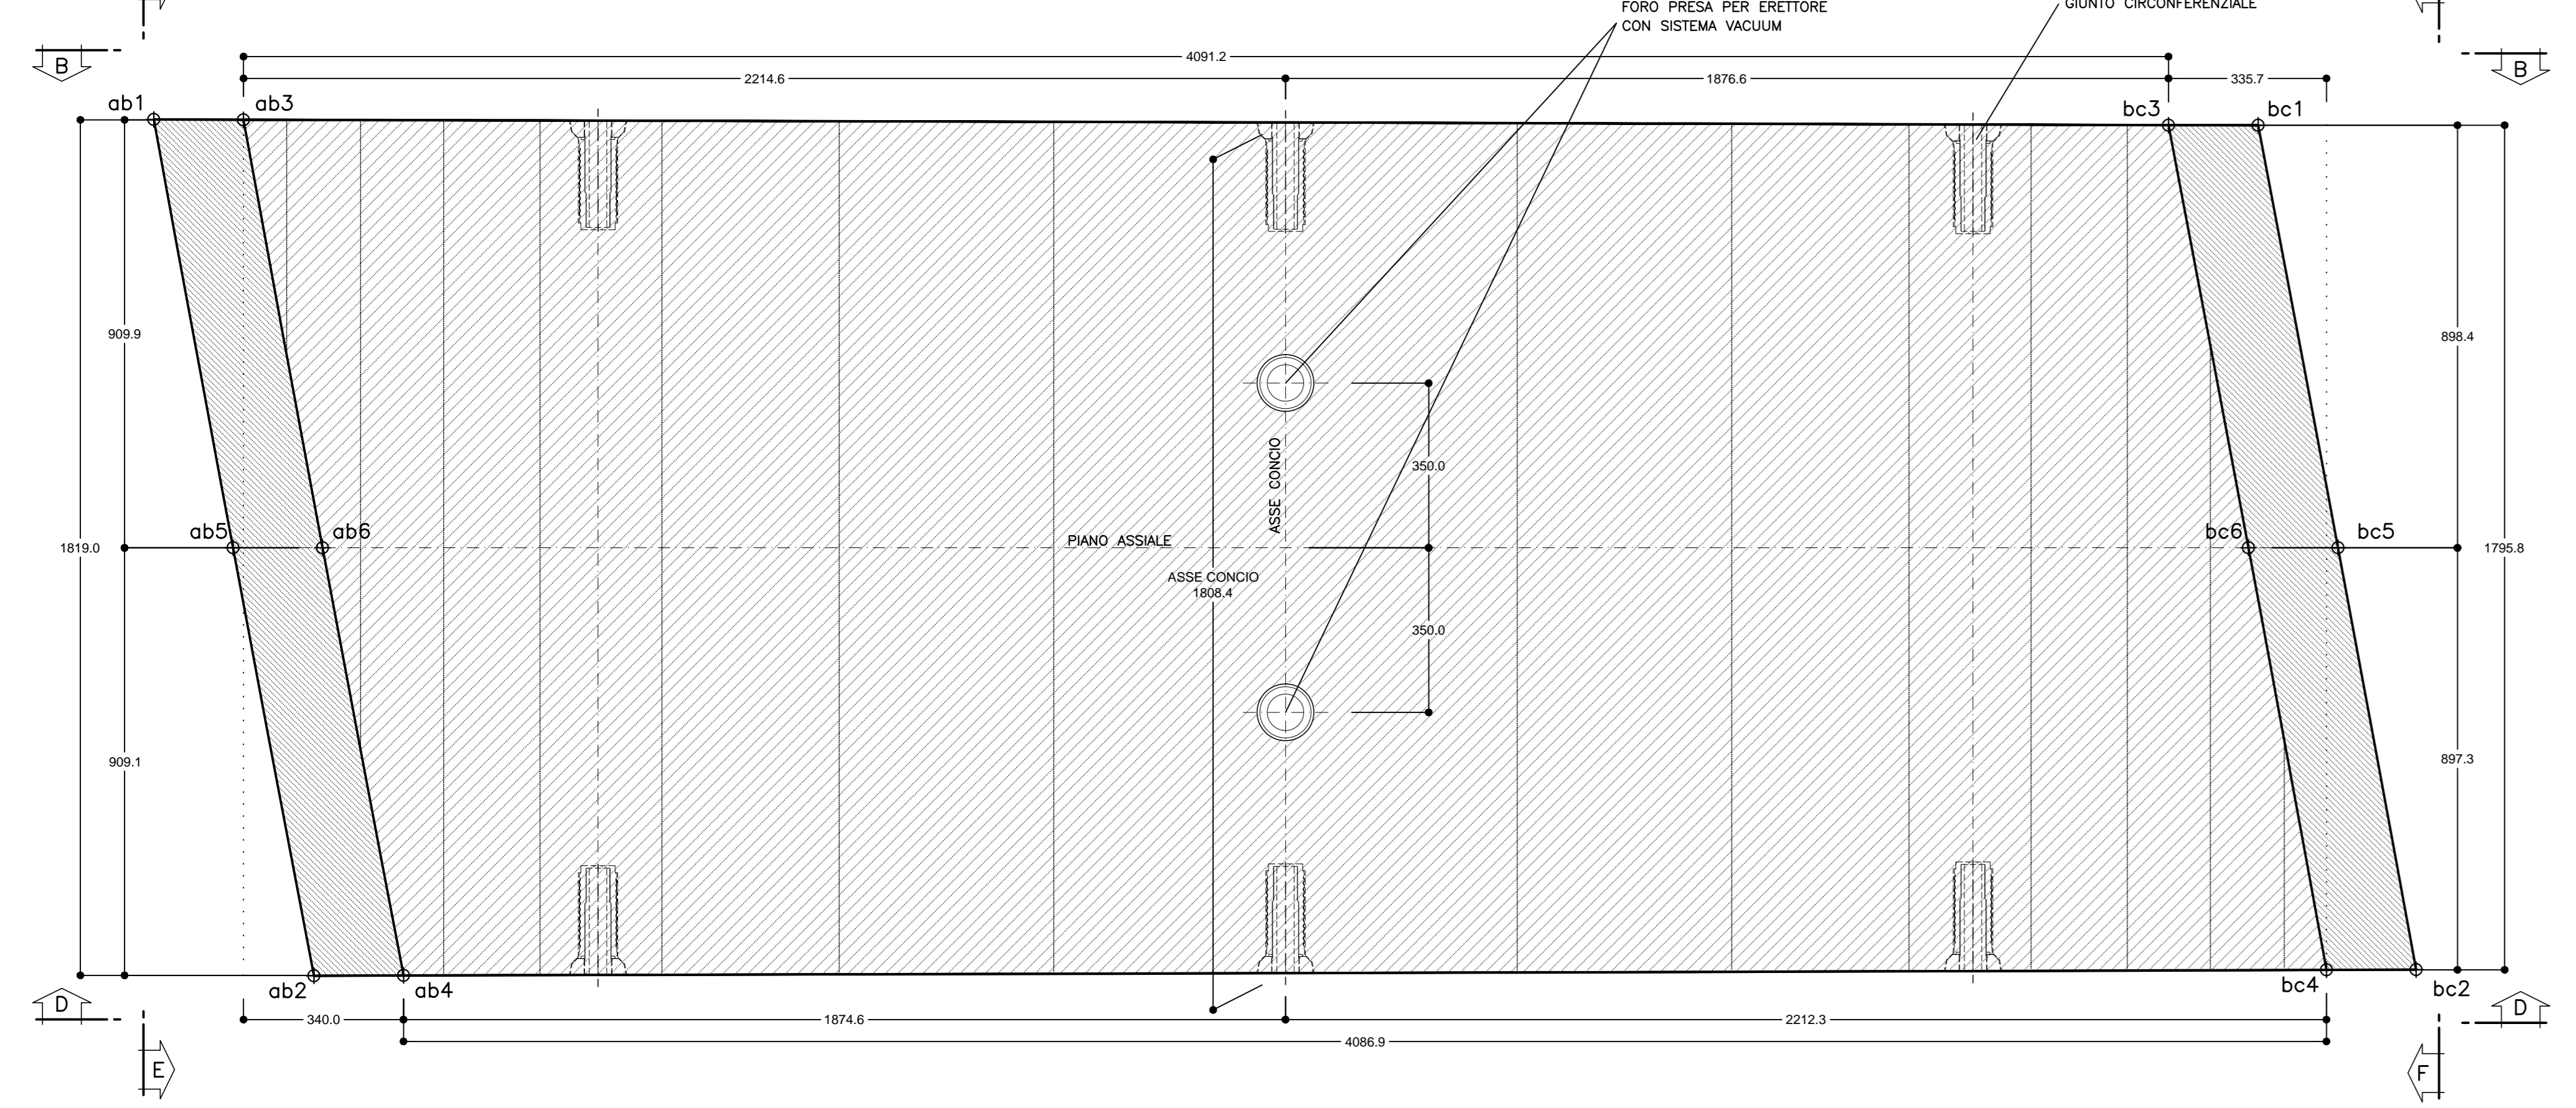 FORO PRESA PER ERETTORE
CON SISTEMA VACUUM
GIUNTO CIRCONFERENZIALE
B
B
4091.2
2214.6
1876.6
335.7
ab1
ab3
bc3
bc1
909.9
898.4
350.0
ASSE CONCIO
ab5
ab6
PIANO ASSIALE
bc6
bc5
1819.0
1795.8
ASSE CONCIO
1808.4
350.0
909.1
897.3
ab2
ab4
bc4
bc2
D
D
340.0
1874.6
2212.3
4086.9
E
F